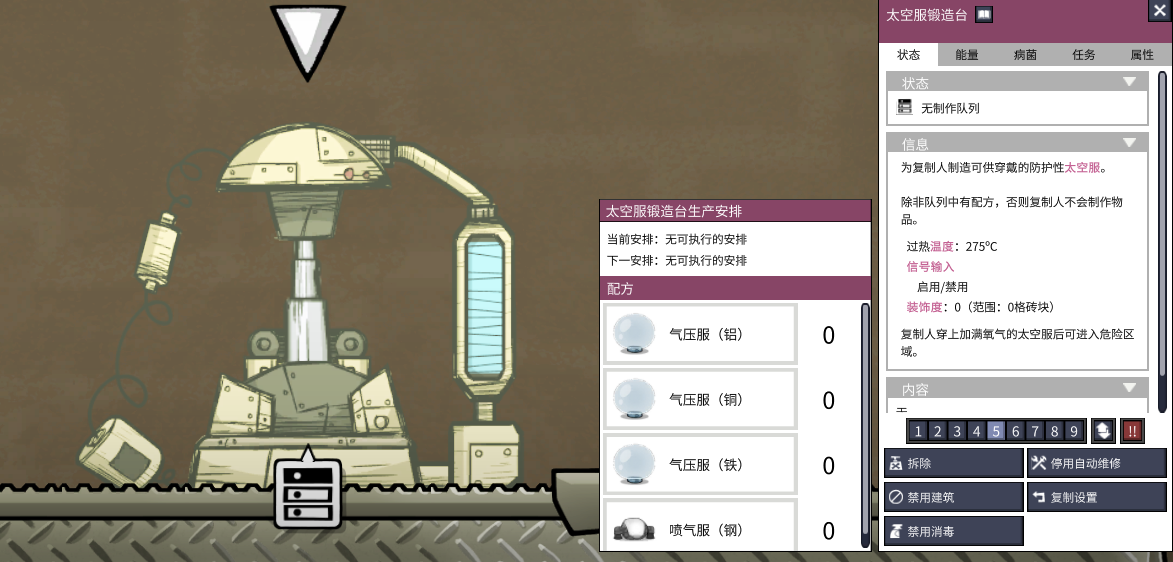 太空服锻造台
状态 能量 病菌 任务 属性
状态
无制作队列
信息
为复制人制造可供穿戴的防护性太空服。
除非队列中有配方，否则复制人不会制作物
品。
过热温度：275ºC
信号输入
启用/禁用
装饰度：0（范围：0格砖块）
复制人穿上加满氧气的太空服后可进入危险区
域。
内容
1 2 3 4 5 6 7 8 9 !!
拆除 停用自动维修
禁用建筑 复制设置
禁用消毒
太空服锻造台生产安排
当前安排：无可执行的安排
下一安排：无可执行的安排
配方
气压服（铝） 0
气压服（铜） 0
气压服（铁） 0
喷气服（钢） 0